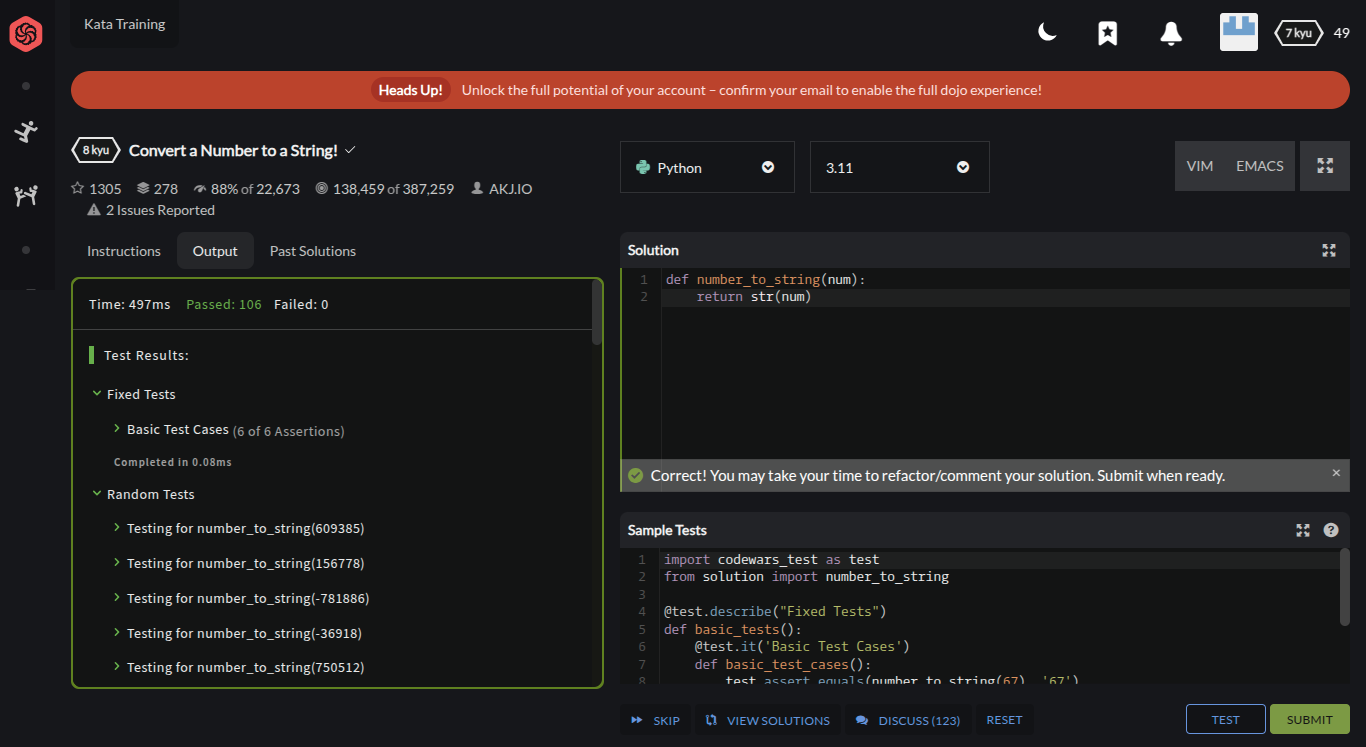 Kata Training
7 kyu 49
Heads Up! Unlock the full potential of your account – confirm your email to enable the full dojo experience!
8 kyu Convert a Number to a String!
1305 278 88% of 22,673 138,459 of 387,259 AKJ.IO
2 Issues Reported
Python 3.11 VIM EMACS
Instructions Output Past Solutions
Time: 497ms Passed: 106 Failed: 0
Test Results:
Fixed Tests
Basic Test Cases (6 of 6 Assertions)
Completed in 0.08ms
Random Tests
Testing for number_to_string(609385)
Testing for number_to_string(156778)
Testing for number_to_string(-781886)
Testing for number_to_string(-36918)
Testing for number_to_string(750512)
Solution
1 def number_to_string(num):
2 return str(num)
Correct! You may take your time to refactor/comment your solution. Submit when ready. ×
Sample Tests
1 import codewars_test as test
2 from solution import number_to_string
3
4 @test.describe("Fixed Tests")
5 def basic_tests():
6 @test.it('Basic Test Cases')
7 def basic_test_cases():
8 test.assert_equals(number_to_string(67), '67')
SKIP VIEW SOLUTIONS DISCUSS (123) RESET TEST SUBMIT